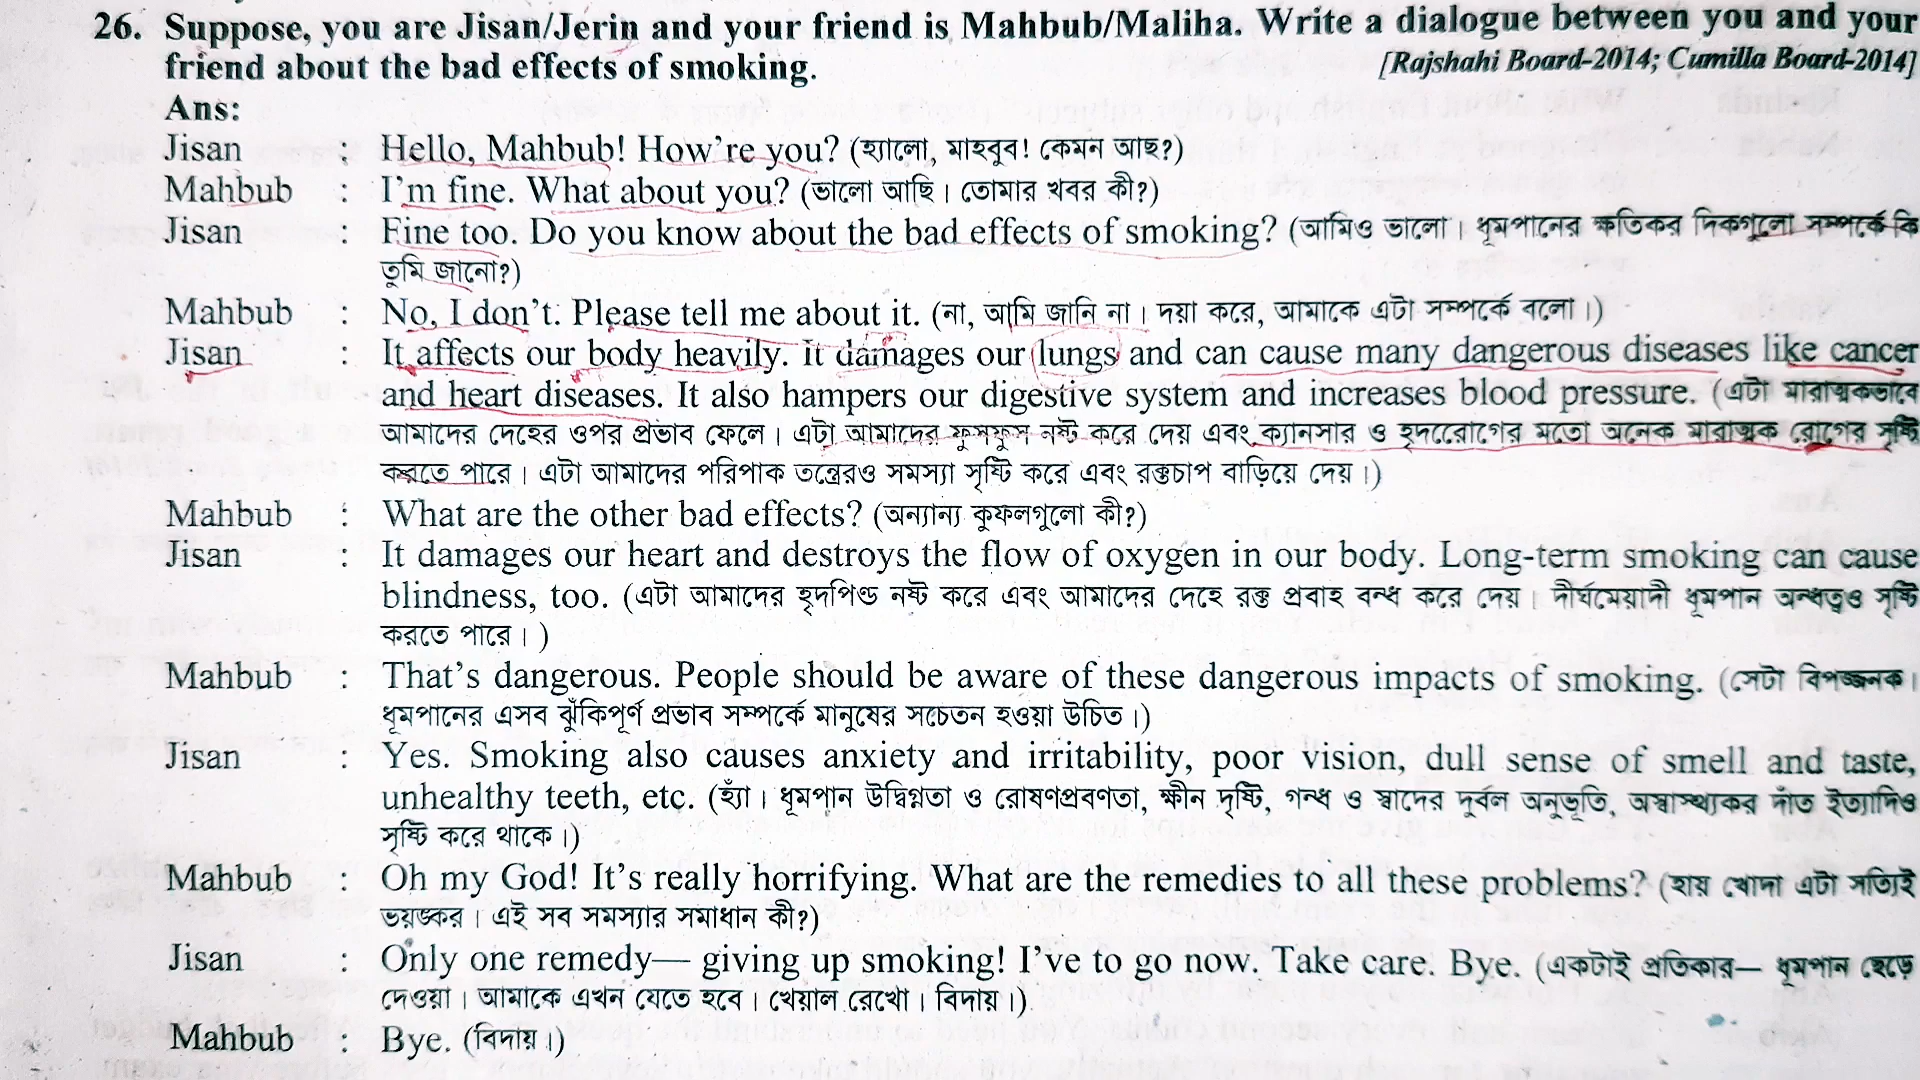 26. Suppose, you are Jisan/Jerin and your friend is Mahbub/Maliha. Write a dialogue between you and your
friend about the bad effects of smoking. [Rajshahi Board-2014; Cumilla Board-2014]
Ans:
Jisan : Hello, Mahbub! How're you? (হ্যালো, মাহবুব! কেমন আছ?)
Mahbub : I'm fine. What about you? (ভালো আছি। তোমার খবর কী?)
Jisan : Fine too. Do you know about the bad effects of smoking? (আমিও ভালো। ধূমপানের ক্ষতিকর দিকগুলো সম্পর্কে কি
তুমি জানো?)
Mahbub : No, I don't. Please tell me about it. (না, আমি জানি না। দয়া করে, আমাকে এটা সম্পর্কে বলো।)
Jisan : It affects our body heavily. it damages our lungs and can cause many dangerous diseases like cancer
and heart diseases. It also hampers our digestive system and increases blood pressure. (এটা মারাত্মকভাবে
আমাদের দেহের ওপর প্রভাব ফেলে। এটা আমাদের ফুসফুস নষ্ট করে দেয় এবং ক্যানসার ও হৃদরোগের মতো অনেক মারাত্মক রোগের সৃষ্টি
করতে পারে। এটা আমাদের পরিপাক তন্ত্রেরও সমস্যা সৃষ্টি করে এবং রক্তচাপ বাড়িয়ে দেয়।)
Mahbub : What are the other bad effects? (অন্যান্য কুফলগুলো কী?)
Jisan : It damages our heart and destroys the flow of oxygen in our body. Long-term smoking can cause
blindness, too. (এটা আমাদের হৃদপিণ্ড নষ্ট করে এবং আমাদের দেহে রক্ত প্রবাহ বন্ধ করে দেয়। দীর্ঘমেয়াদী ধূমপান অন্ধত্বও সৃষ্টি
করতে পারে। )
Mahbub : That's dangerous. People should be aware of these dangerous impacts of smoking. (সেটা বিপজ্জনক।
ধূমপানের এসব ঝুঁকিপূর্ণ প্রভাব সম্পর্কে মানুষের সচেতন হওয়া উচিত।)
Jisan : Yes. Smoking also causes anxiety and irritability, poor vision, dull sense of smell and taste,
unhealthy teeth, etc. (হ্যাঁ। ধূমপান উদ্বিগ্নতা ও রোষণপ্রবণতা, ক্ষীন দৃষ্টি, গন্ধ ও স্বাদের দুর্বল অনুভূতি, অস্বাস্থ্যকর দাঁত ইত্যাদিও
সৃষ্টি করে থাকে।)
Mahbub : Oh my God! It's really horrifying. What are the remedies to all these problems? (হায় খোদা এটা সত্যিই
ভয়ঙ্কর। এই সব সমস্যার সমাধান কী?)
Jisan : Only one remedy— giving up smoking! I've to go now. Take care. Bye. (একটাই প্রতিকার— ধূমপান ছেড়ে
দেওয়া। আমাকে এখন যেতে হবে। খেয়াল রেখো। বিদায়।).
Mahbub : Bye. (বিদায়।)